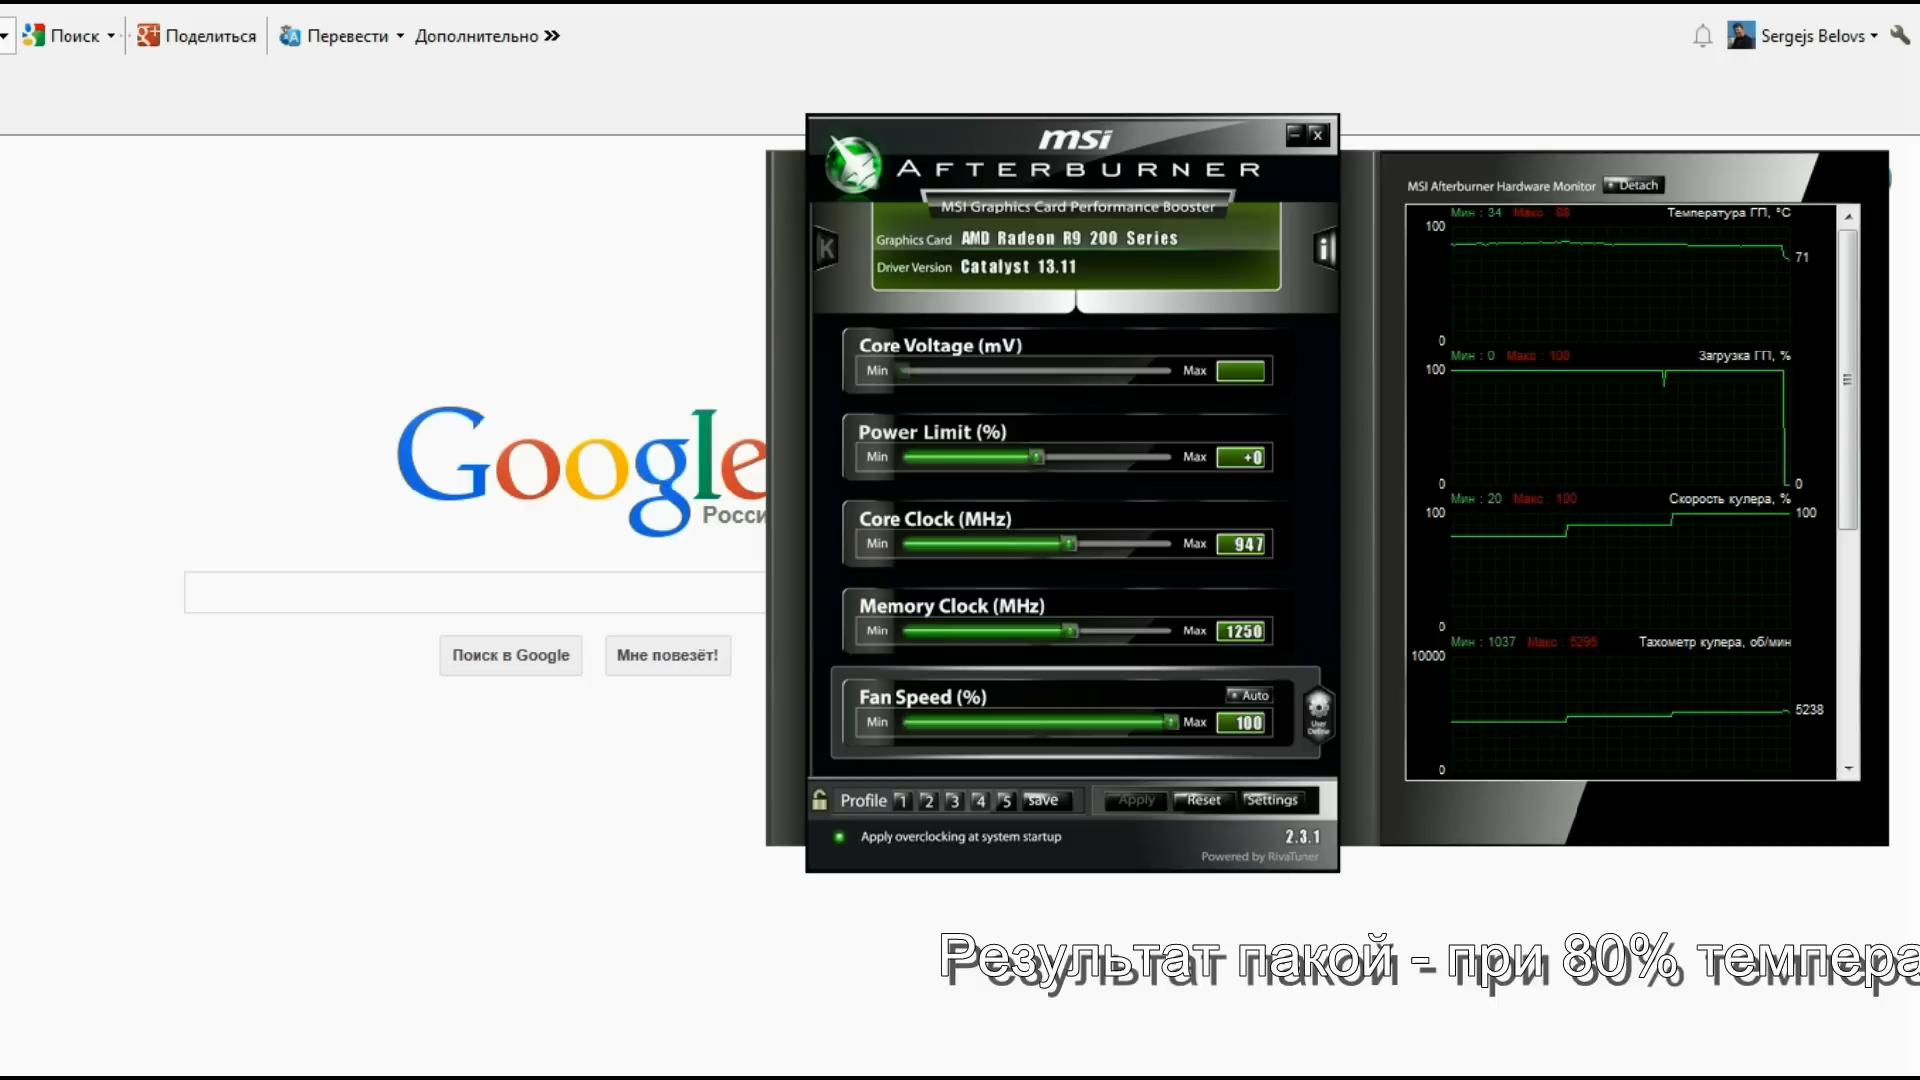 Поиск
Поделиться
Перевести
Дополнительно
Sergejs Belovs
Google
Росси
Поиск в Google
Мне повезёт!
msi
AFTERBURNER
MSI Graphics Card Performance Booster
K
i
Graphics Card AMD Radeon R9 200 Series
Driver Version Catalyst 13.11
Core Voltage (mV)
Min Max
Power Limit (%)
Min Max +0
Core Clock (MHz)
Min Max 947
Memory Clock (MHz)
Min Max 1250
Fan Speed (%) Auto
Min Max 100
User Define
Profile 1 2 3 4 5 save Apply Reset Settings
Apply overclocking at system startup
2.3.1
Powered by RivaTuner
MSI Afterburner Hardware Monitor Detach
Мин : 34 Макс : Температура ГП, °C
100
71
0
Мин : 0 Макс : 100 Загрузка ГП, %
100
0 0
Мин : 20 Макс : 100 Скорость кулера, %
100 100
0
Мин : 1037 Макс : 5295 Тахометр кулера, об/мин
10000
5238
0
Результат пакой - при 80% темпера